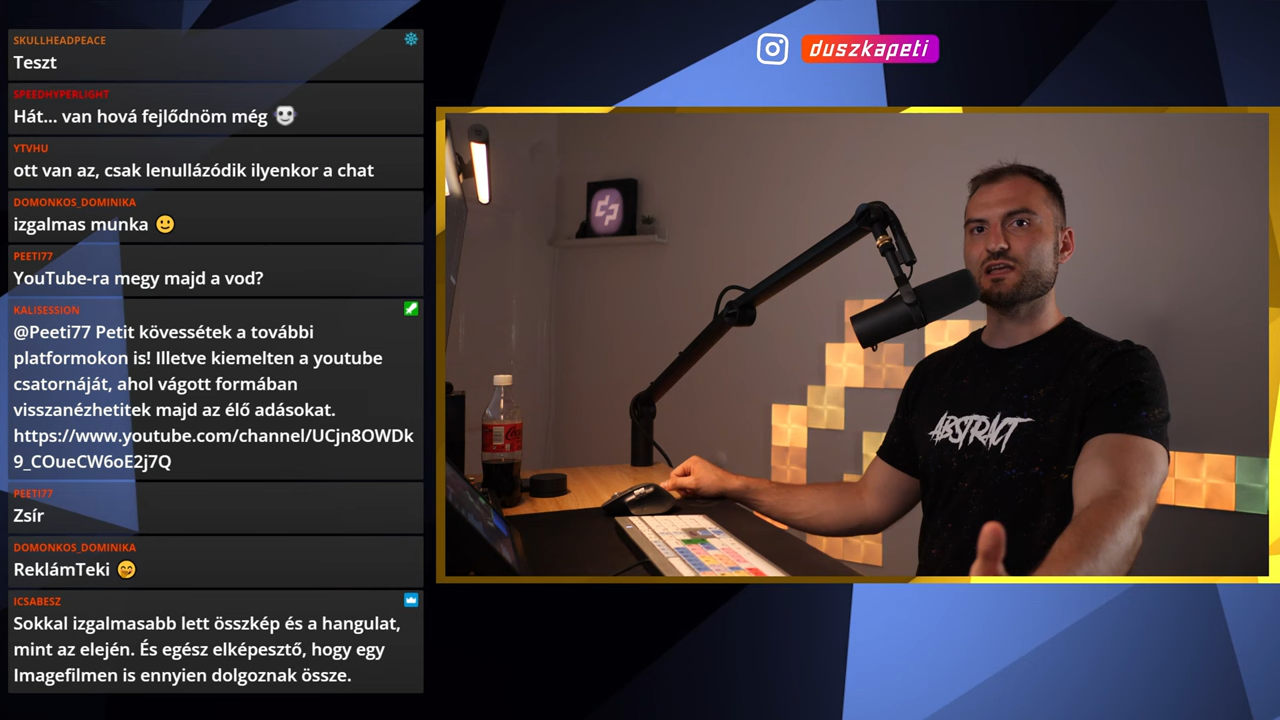 SKULLHEADPEACE
Teszt
SPEEDHYPERLIGHT
Hát... van hová fejlődnöm még
YTVHU
ott van az, csak lenullázódik ilyenkor a chat
DOMONKOS_DOMINIKA
izgalmas munka
PEETI77
YouTube-ra megy majd a vod?
KALISESSION
@Peeti77 Petit kövessétek a további
platformokon is! Illetve kiemelten a youtube
csatornáját, ahol vágott formában
visszanézhetitek majd az élő adásokat.
https://www.youtube.com/channel/UCjn8OWDk
9_COueCW6oE2j7Q
PEETI77
Zsír
DOMONKOS_DOMINIKA
ReklámTeki
ICSABESZ
Sokkal izgalmasabb lett összkép és a hangulat,
mint az elején. És egész elképesztő, hogy egy
Imagefilmen is ennyien dolgoznak össze.
duszkapeti
dp
ABSTRACT